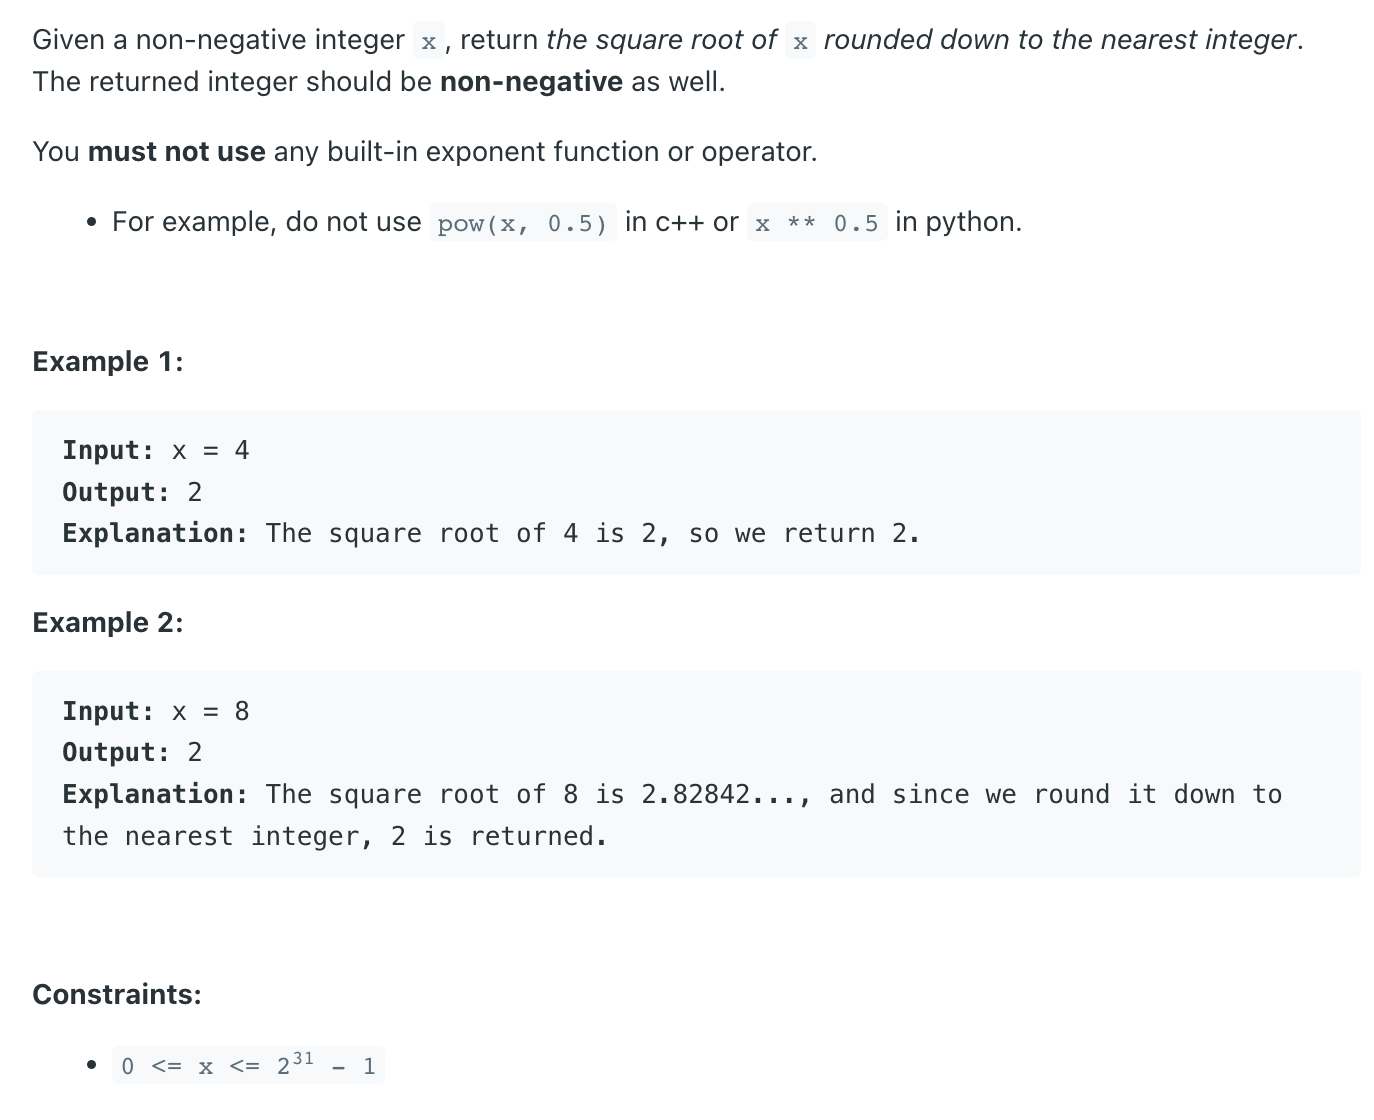 Given a non-negative integer x, return the square root of x rounded down to the nearest integer.
The returned integer should be non-negative as well.
You must not use any built-in exponent function or operator.
• For example, do not use pow(x, 0.5) in c++ or x ** 0.5 in python.
Example 1:
Input: x = 4
Output: 2
Explanation: The square root of 4 is 2, so we return 2.
Example 2:
Input: x = 8
Output: 2
Explanation: The square root of 8 is 2.82842..., and since we round it down to
the nearest integer, 2 is returned.
Constraints:
• 0 <= x <= 2³¹ - 1